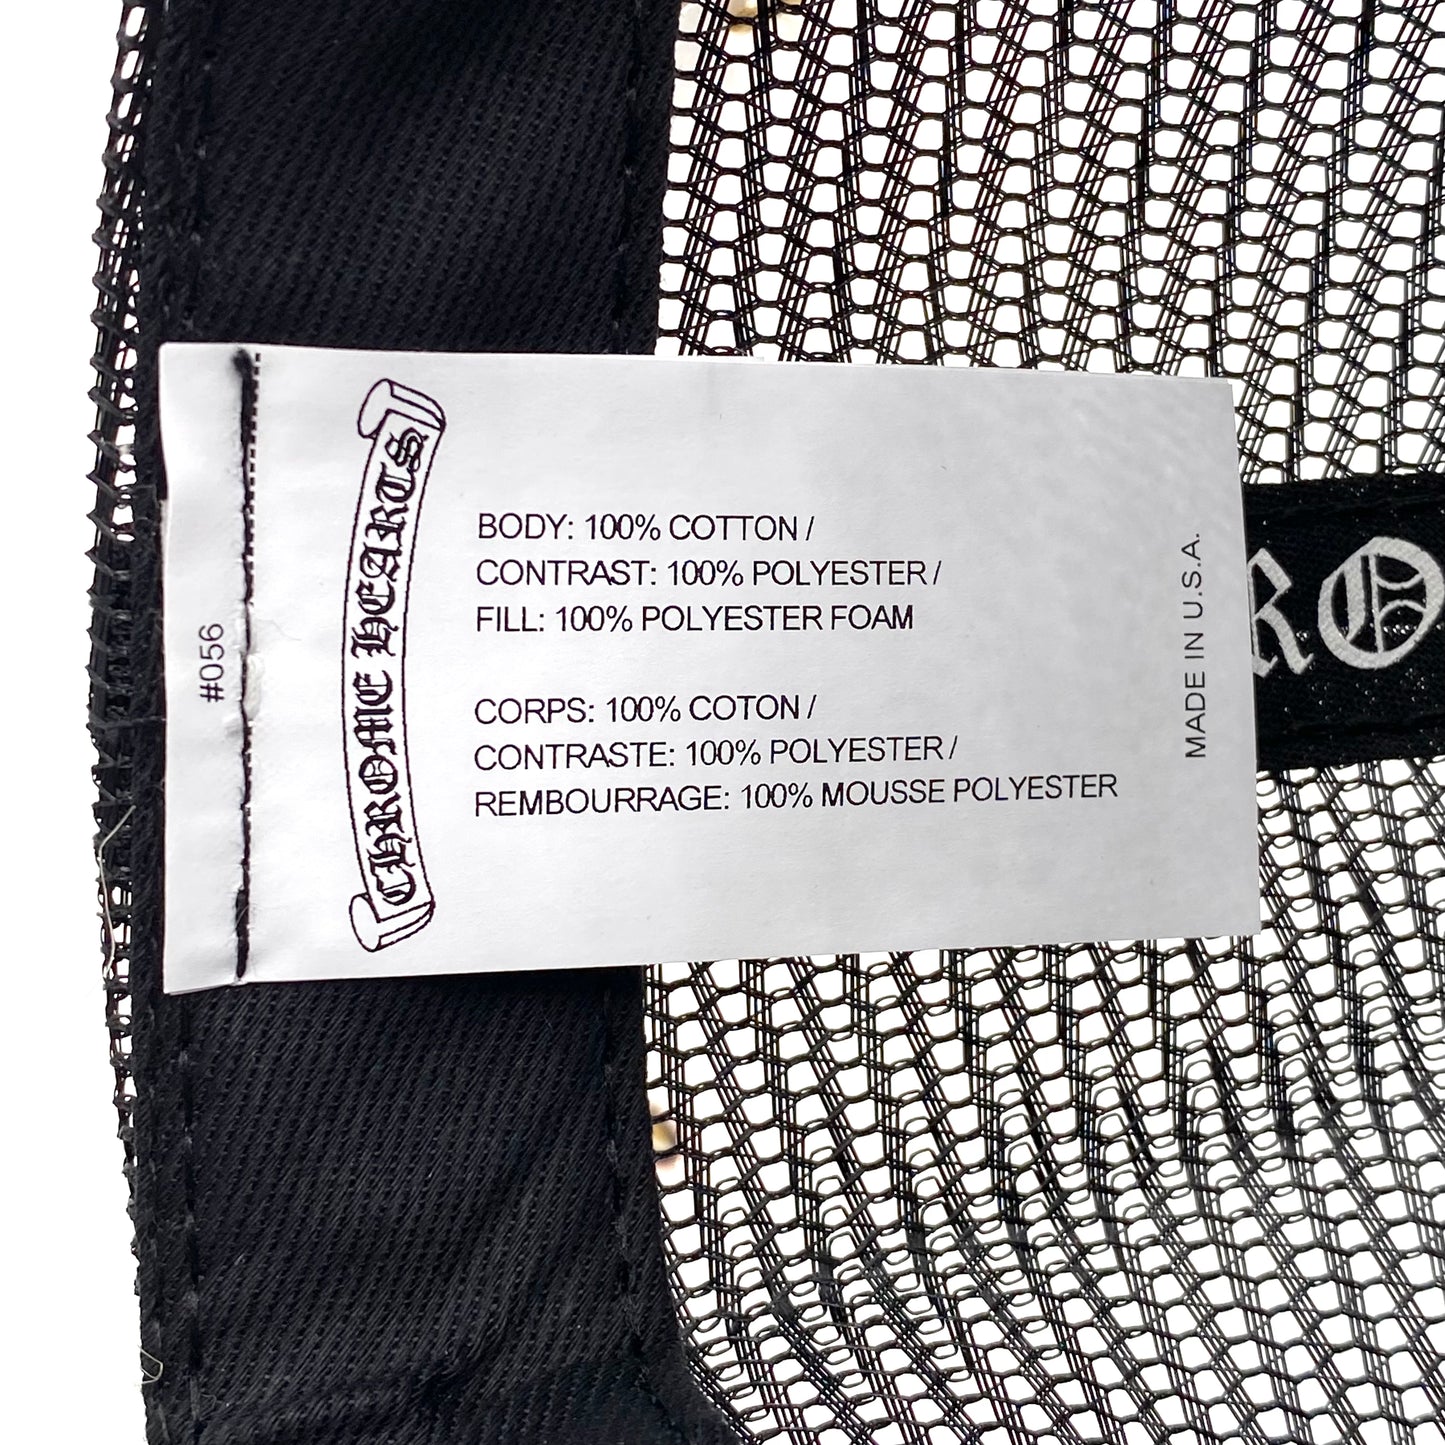 #056
CHROME HEARTS
BODY: 100% COTTON /
CONTRAST: 100% POLYESTER /
FILL: 100% POLYESTER FOAM
CORPS: 100% COTON /
CONTRASTE: 100% POLYESTER /
REMBOURRAGE: 100% MOUSSE POLYESTER
MADE IN U.S.A.
RO